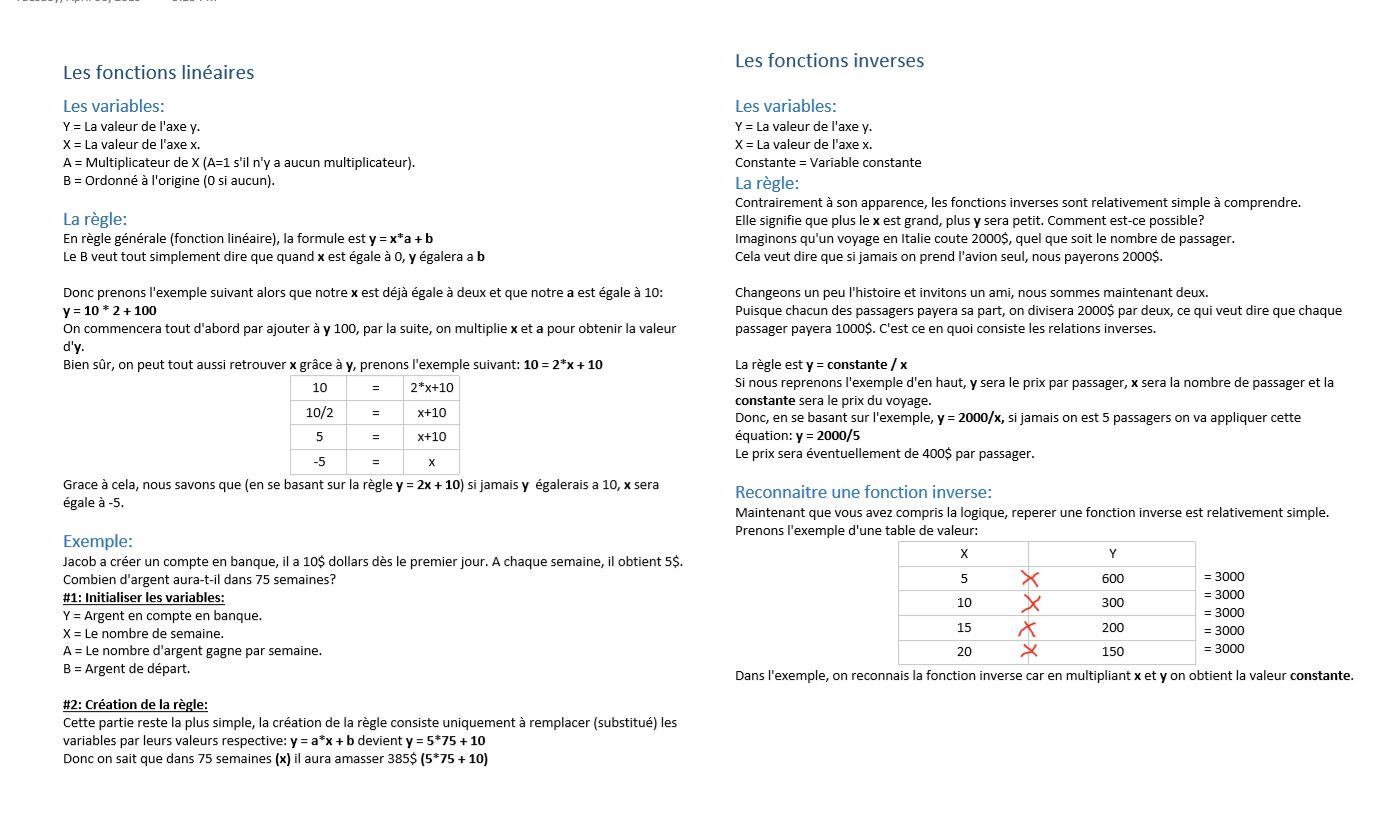 Les fonctions linéaires
Les variables:
Y = La valeur de l'axe y.
X = La valeur de l'axe x.
A = Multiplicateur de X (A=1 s'il n'y a aucun multiplicateur).
B = Ordonné à l'origine (0 si aucun).
La règle:
En règle générale (fonction linéaire), la formule est y = x*a + b
Le B veut tout simplement dire que quand x est égale à 0, y égalera a b
Donc prenons l'exemple suivant alors que notre x est déjà égale à deux et que notre a est égale à 10:
y = 10 * 2 + 100
On commencera tout d'abord par ajouter à y 100, par la suite, on multiplie x et a pour obtenir la valeur
d'y.
Bien sûr, on peut tout aussi retrouver x grâce à y, prenons l'exemple suivant: 10 = 2*x + 10
10 = 2*x+10
10/2 = x+10
5 = x+10
-5 = x
Grace à cela, nous savons que (en se basant sur la règle y = 2x + 10) si jamais y égalerais a 10, x sera
égale à -5.
Exemple:
Jacob a créer un compte en banque, il a 10$ dollars dès le premier jour. A chaque semaine, il obtient 5$.
Combien d'argent aura-t-il dans 75 semaines?
#1: Initialiser les variables:
Y = Argent en compte en banque.
X = Le nombre de semaine.
A = Le nombre d'argent gagne par semaine.
B = Argent de départ.
#2: Création de la règle:
Cette partie reste la plus simple, la création de la règle consiste uniquement à remplacer (substitué) les
variables par leurs valeurs respective: y = a*x + b devient y = 5*75 + 10
Donc on sait que dans 75 semaines (x) il aura amasser 385$ (5*75 + 10)
Les fonctions inverses
Les variables:
Y = La valeur de l'axe y.
X = La valeur de l'axe x.
Constante = Variable constante
La règle:
Contrairement à son apparence, les fonctions inverses sont relativement simple à comprendre.
Elle signifie que plus le x est grand, plus y sera petit. Comment est-ce possible?
Imaginons qu'un voyage en Italie coute 2000$, quel que soit le nombre de passager.
Cela veut dire que si jamais on prend l'avion seul, nous payerons 2000$.
Changeons un peu l'histoire et invitons un ami, nous sommes maintenant deux.
Puisque chacun des passagers payera sa part, on divisera 2000$ par deux, ce qui veut dire que chaque
passager payera 1000$. C'est ce en quoi consiste les relations inverses.
La règle est y = constante / x
Si nous reprenons l'exemple d'en haut, y sera le prix par passager, x sera la nombre de passager et la
constante sera le prix du voyage.
Donc, en se basant sur l'exemple, y = 2000/x, si jamais on est 5 passagers on va appliquer cette
équation: y = 2000/5
Le prix sera éventuellement de 400$ par passager.
Reconnaitre une fonction inverse:
Maintenant que vous avez compris la logique, reperer une fonction inverse est relativement simple.
Prenons l'exemple d'une table de valeur:
X Y
5 × 600 = 3000
10 × 300 = 3000
15 × 200 = 3000
20 × 150 = 3000
= 3000
Dans l'exemple, on reconnais la fonction inverse car en multipliant x et y on obtient la valeur constante.